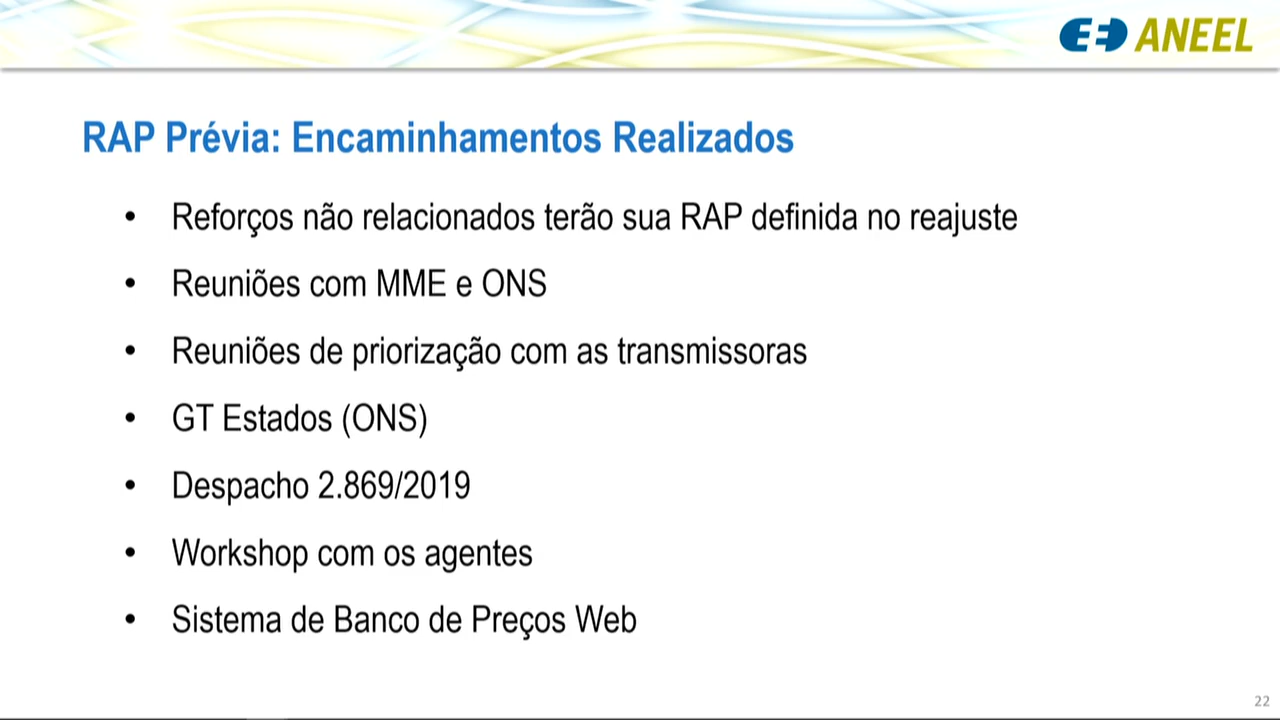 ANEEL
RAP Prévia: Encaminhamentos Realizados
• Reforços não relacionados terão sua RAP definida no reajuste
• Reuniões com MME e ONS
• Reuniões de priorização com as transmissoras
• GT Estados (ONS)
• Despacho 2.869/2019
• Workshop com os agentes
• Sistema de Banco de Preços Web
22